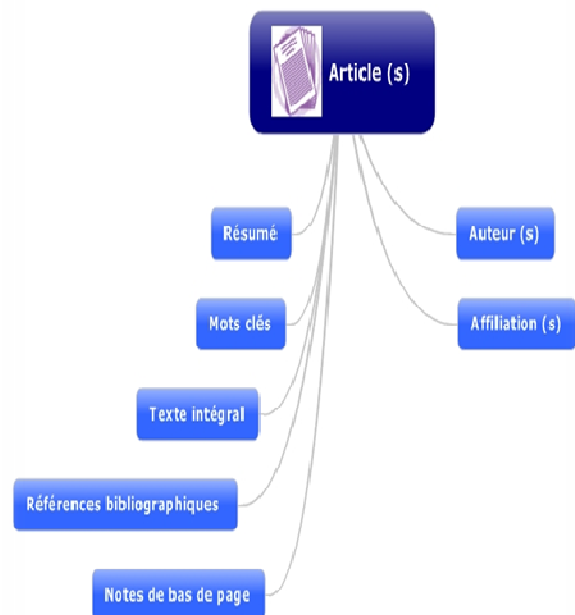 Article (s)
Résumé
Auteur (s)
Mots clés
Affiliation (s)
Texte intégral
Références bibliographiques
Notes de bas de page